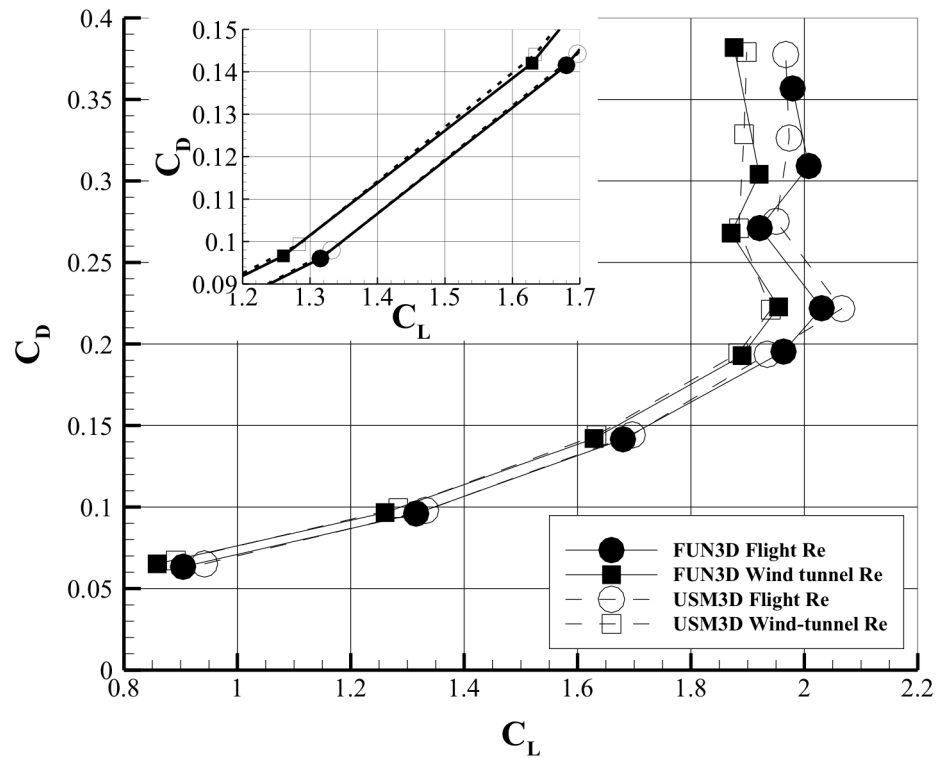 0.4
0.35
0.3
0.25
0.2
0.15
0.1
0.05
0
C_D
0.15
0.14
0.13
0.12
0.11
0.1
0.09
C_D
1.2 1.3 1.4 1.5 1.6 1.7
C_L
FUN3D Flight Re
FUN3D Wind tunnel Re
USM3D Flight Re
USM3D Wind-tunnel Re
0.8 1 1.2 1.4 1.6 1.8 2 2.2
C_L